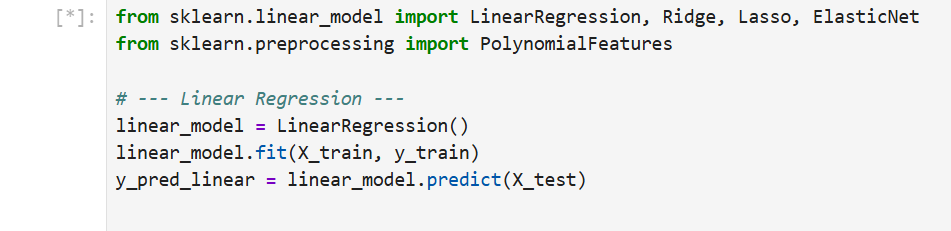 [*]: from sklearn.linear_model import LinearRegression, Ridge, Lasso, ElasticNet
from sklearn.preprocessing import PolynomialFeatures
# --- Linear Regression ---
linear_model = LinearRegression()
linear_model.fit(X_train, y_train)
y_pred_linear = linear_model.predict(X_test)